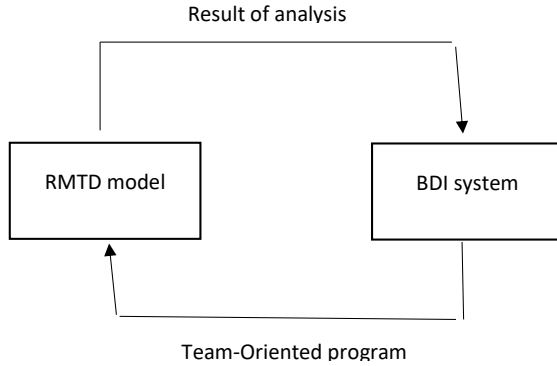 Result of analysis
RMTD model
BDI system
Team-Oriented program